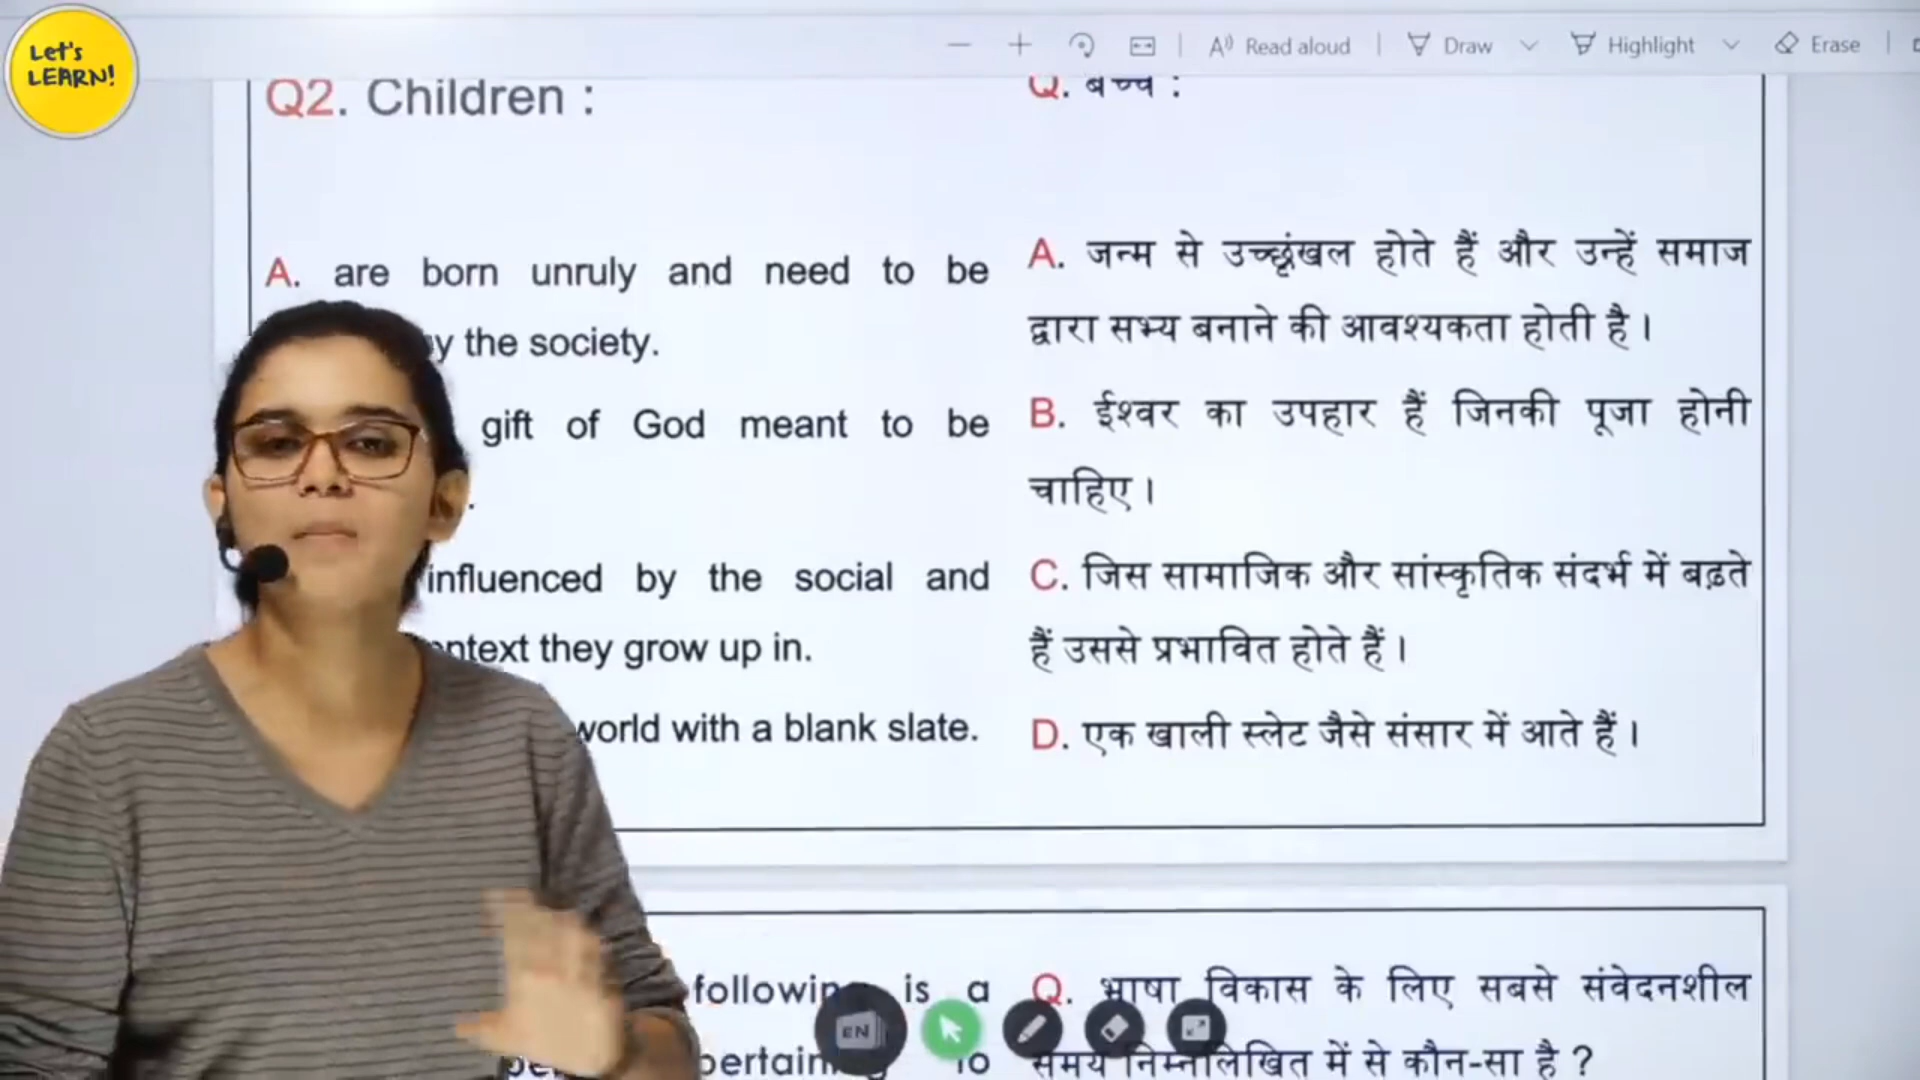 Let's
LEARN!
Read aloud
Draw
Highlight
Erase
Q2. Children :
A. are born unruly and need to be
the society.
gift of God meant to be
influenced by the social and
they grow up in.
world with a blank slate.
Q. बच्चे :
A. जन्म से उच्छृंखल होते हैं और उन्हें समाज
द्वारा सभ्य बनाने की आवश्यकता होती है।
B. ईश्वर का उपहार हैं जिनकी पूजा होनी
चाहिए।
C. जिस सामाजिक और सांस्कृतिक संदर्भ में बढ़ते
हैं उससे प्रभावित होते हैं।
D. एक खाली स्लेट जैसे संसार में आते हैं।
following is a
Q. भाषा विकास के लिए सबसे संवेदनशील
समय निम्नलिखित में से कौन-सा है ?
EN